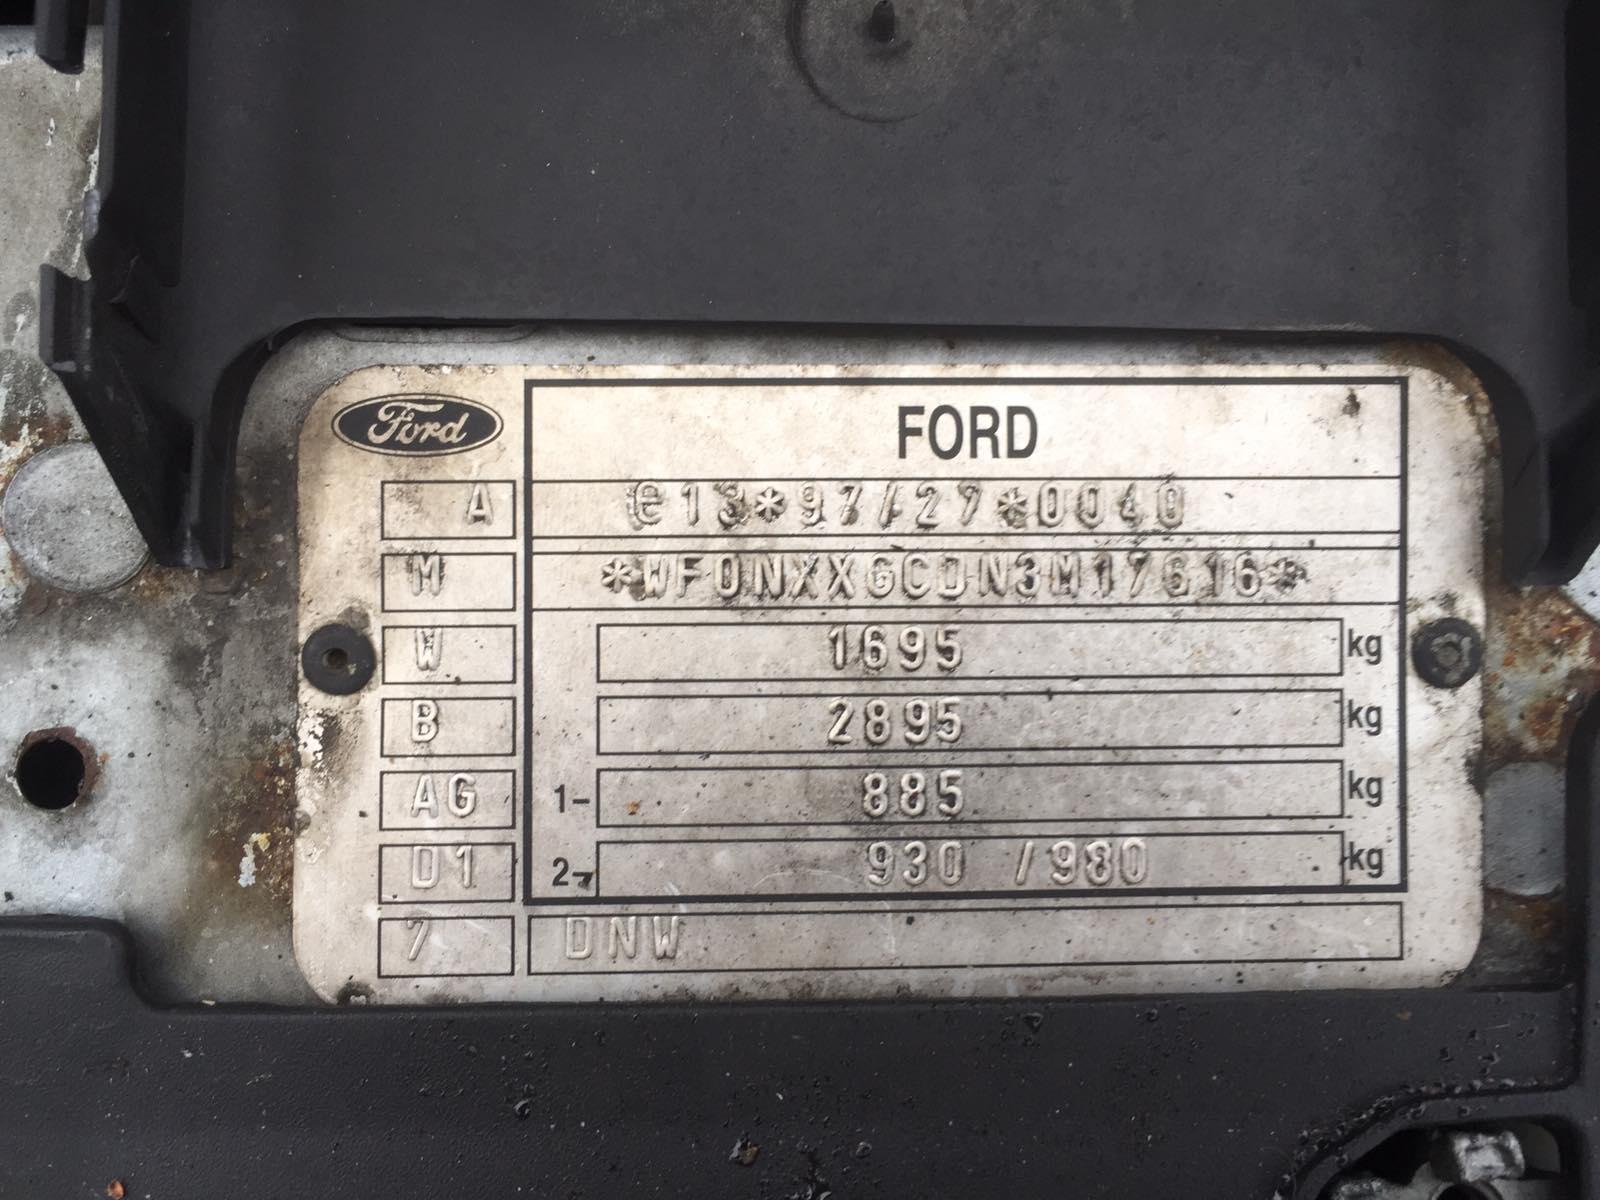 Ford
FORD
A e13*97/27*0040
M *WF0NXXGCDN3M17616*
W 1695 kg
B 2895 kg
AG 1- 885 kg
D1 2- 930 /980 kg
7 DNW